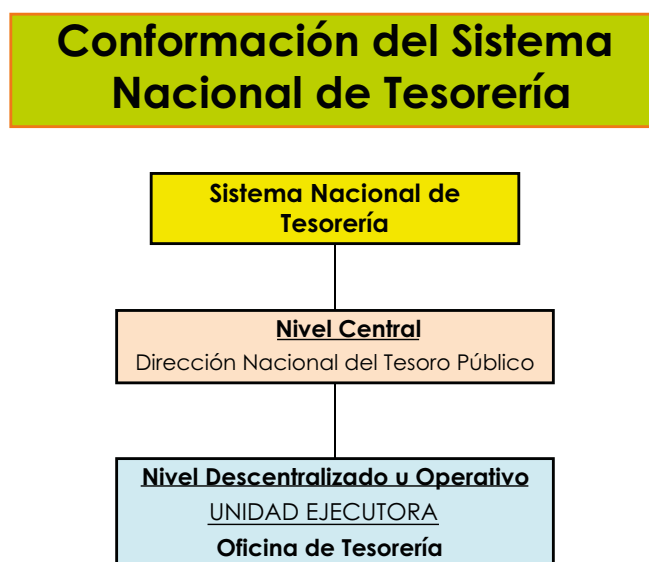 Conformación del Sistema
Nacional de Tesorería
Sistema Nacional de
Tesorería
Nivel Central
Dirección Nacional del Tesoro Público
Nivel Descentralizado u Operativo
UNIDAD EJECUTORA
Oficina de Tesorería